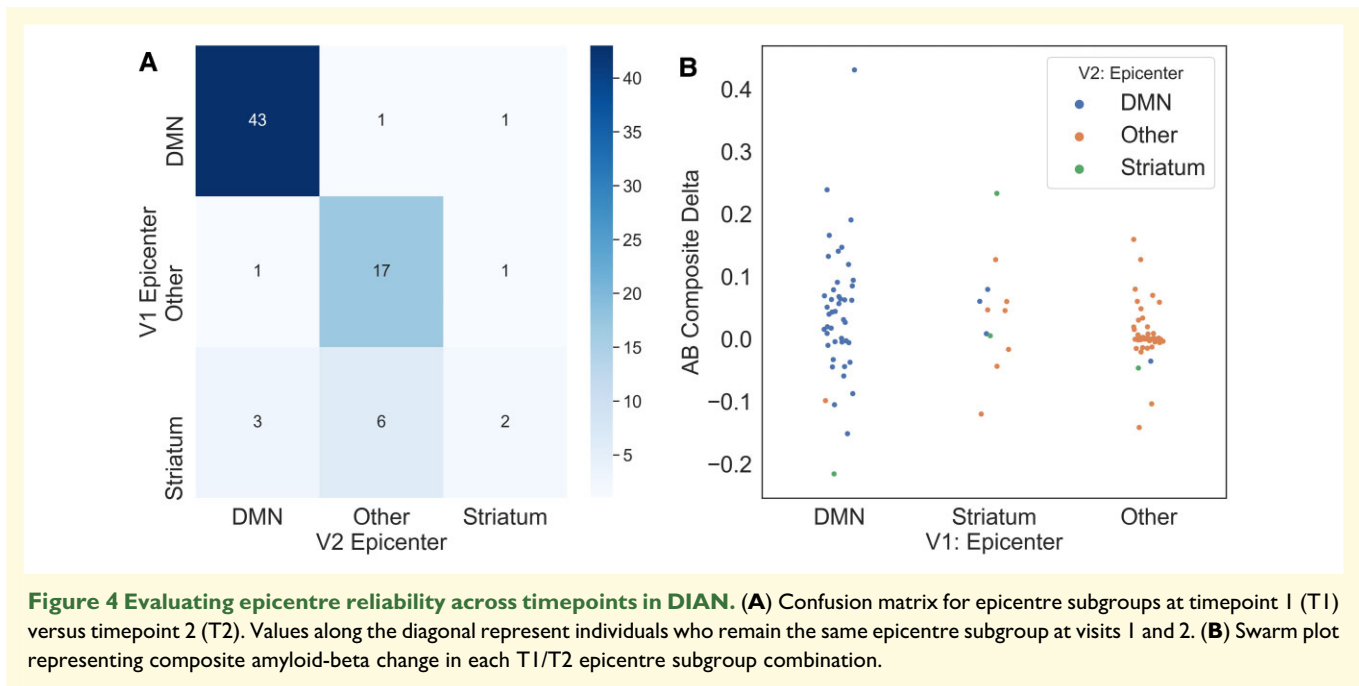 A
43
1
1
1
17
1
3
6
2
DMN
Other
Striatum
V1 Epicenter
DMN
Other
Striatum
V2 Epicenter
40
35
30
25
20
15
10
5
B
AB Composite Delta
0.4
0.3
0.2
0.1
0.0
−0.1
−0.2
V2: Epicenter
DMN
Other
Striatum
DMN
Striatum
Other
V1: Epicenter
Figure 4 Evaluating epicentre reliability across timepoints in DIAN. (A) Confusion matrix for epicentre subgroups at timepoint 1 (T1)
versus timepoint 2 (T2). Values along the diagonal represent individuals who remain the same epicentre subgroup at visits 1 and 2. (B) Swarm plot
representing composite amyloid-beta change in each T1/T2 epicentre subgroup combination.